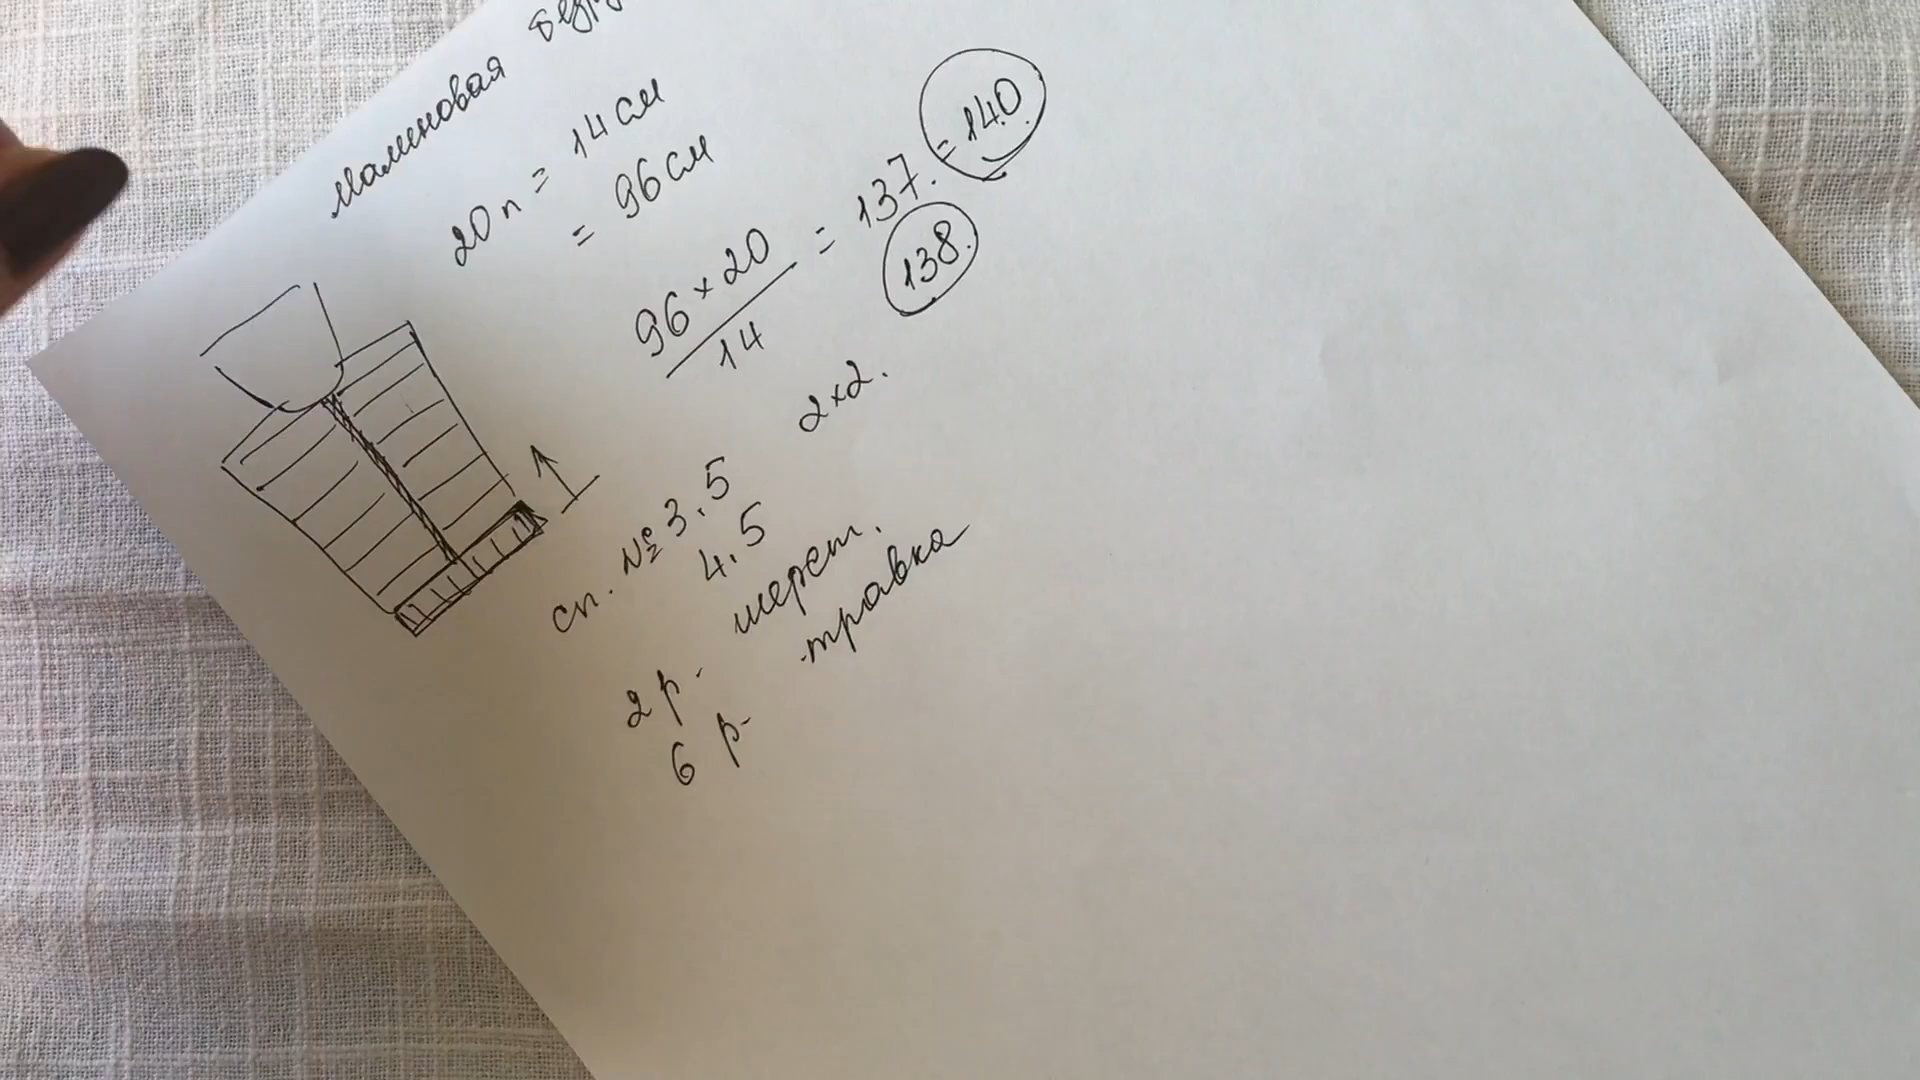 малиновая
20 п = 14 см
= 96 см
96 × 20 / 14 = 137. = 140.
138.
2×2.
сп. № 3.5
4.5
2 р - шерст.
6 р - травка